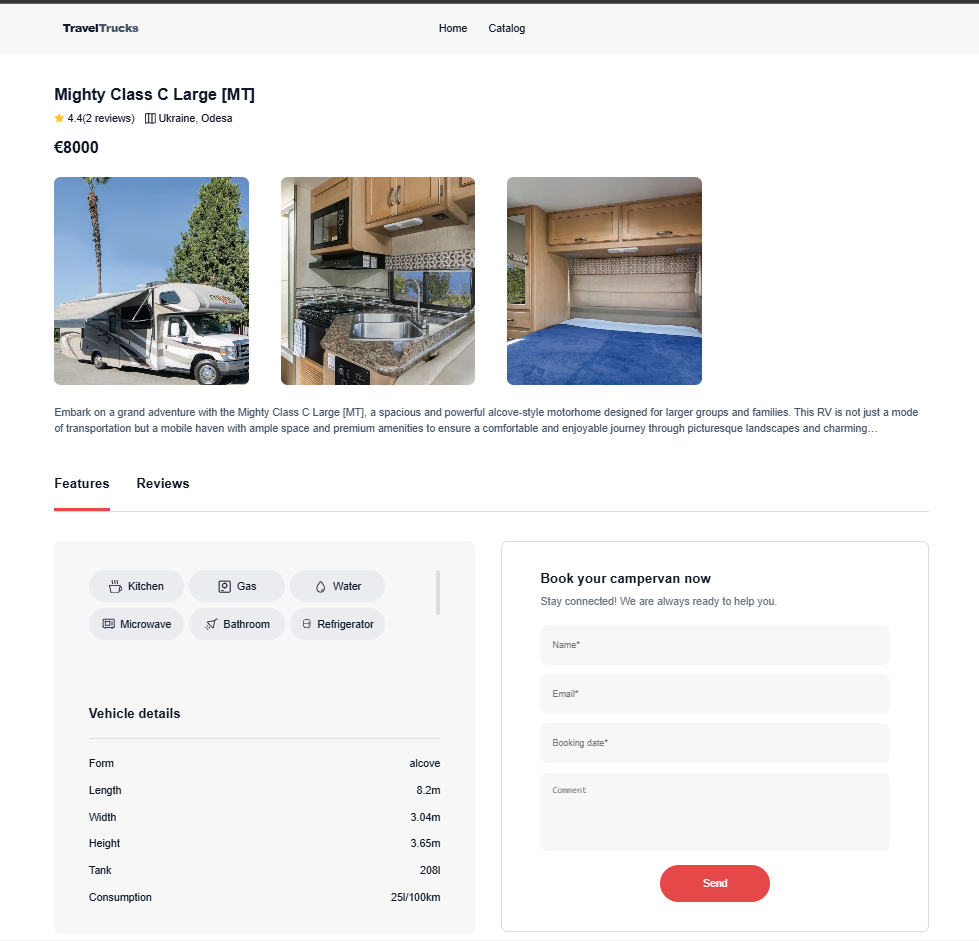 TravelTrucks Home Catalog
Mighty Class C Large [MT]
4.4(2 reviews) Ukraine, Odesa
€8000
Embark on a grand adventure with the Mighty Class C Large [MT], a spacious and powerful alcove-style motorhome designed for larger groups and families. This RV is not just a mode
of transportation but a mobile haven with ample space and premium amenities to ensure a comfortable and enjoyable journey through picturesque landscapes and charming…
Features Reviews
Kitchen Gas Water
Microwave Bathroom Refrigerator
Vehicle details
Form alcove
Length 8.2m
Width 3.04m
Height 3.65m
Tank 208l
Consumption 25l/100km
Book your campervan now
Stay connected! We are always ready to help you.
Name*
Email*
Booking date*
Comment
Send